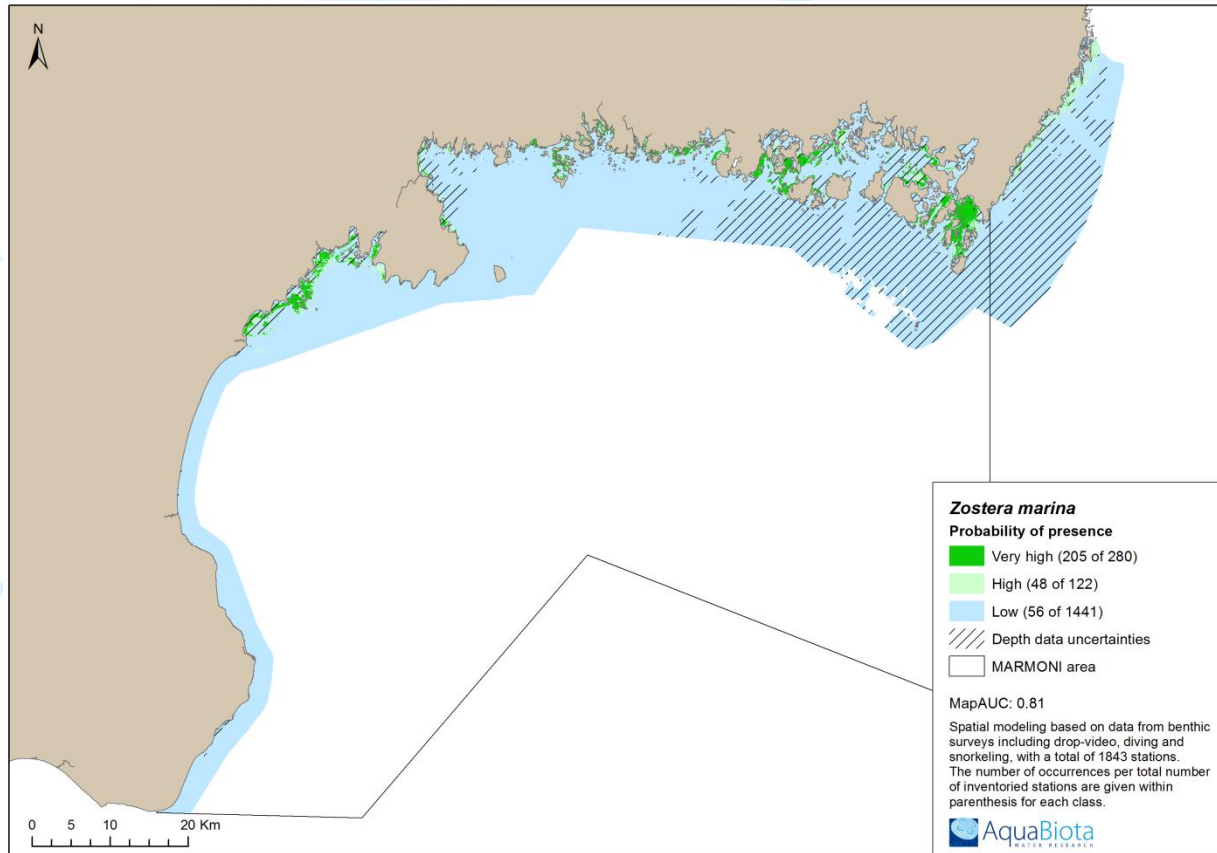 N
Zostera marina
Probability of presence
Very high (205 of 280)
High (48 of 122)
Low (56 of 1441)
Depth data uncertainties
MARMONI area
MapAUC: 0.81
Spatial modeling based on data from benthic
surveys including drop-video, diving and
snorkeling, with a total of 1843 stations.
The number of occurrences per total number
of inventoried stations are given within
parenthesis for each class.
AquaBiota
WATER RESEARCH
0 5 10 20 Km